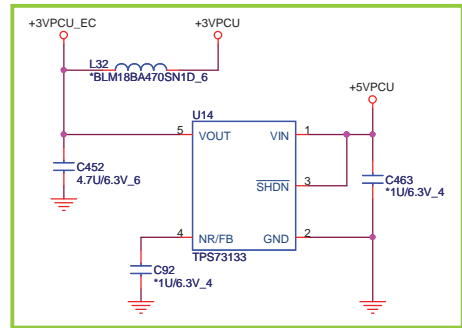 +3VPCU_EC
+3VPCU
L32
*BLM18BA470SN1D_6
+5VPCU
U14
5
VOUT
VIN
1
C452
4.7U/6.3V_6
SHDN
3
C463
*1U/6.3V_4
4
NR/FB
GND
2
TPS73133
C92
*1U/6.3V_4